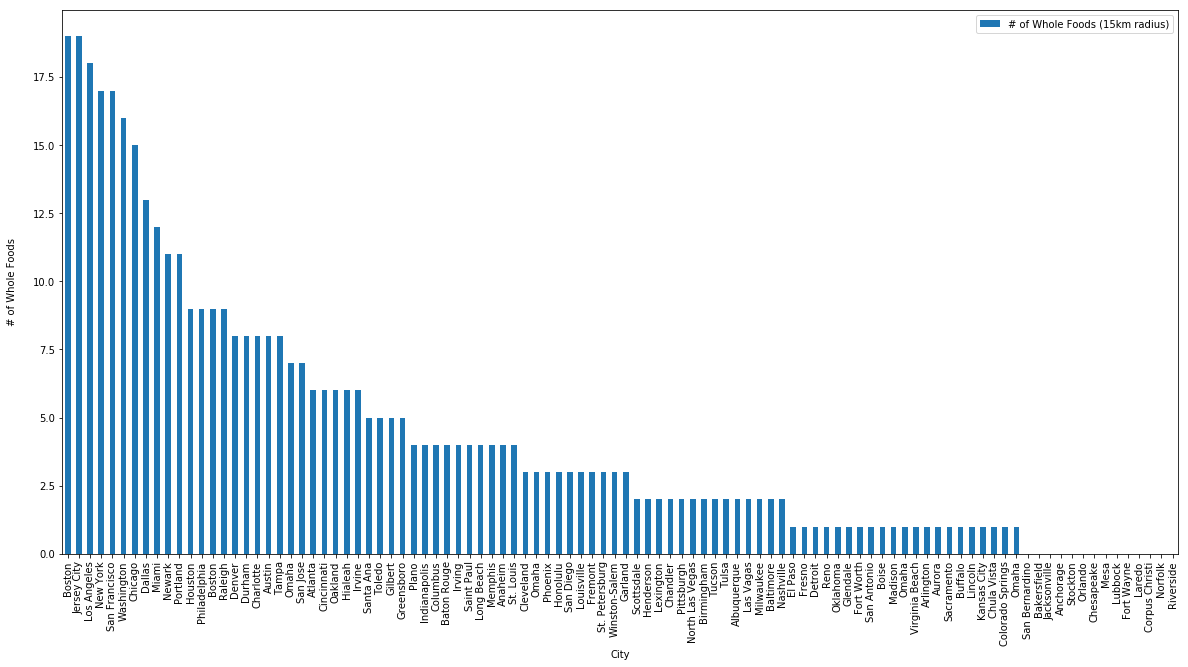 # of Whole Foods (15km radius)
17.5
15.0
12.5
10.0
7.5
5.0
2.5
0.0
# of Whole Foods
Boston
Jersey City
Los Angeles
New York
San Francisco
Washington
Chicago
Dallas
Miami
Newark
Portland
Houston
Philadelphia
Boston
Raleigh
Denver
Durham
Charlotte
Austin
Tampa
Omaha
San Jose
Atlanta
Cincinati
Oakland
Hialeah
Irvine
Santa Ana
Toledo
Gilbert
Greensboro
Plano
Indianapolis
Columbus
Baton Rouge
Irving
Saint Paul
Long Beach
Memphis
Anaheim
St. Louis
Cleveland
Omaha
Phoenix
Honolulu
San Diego
Louisville
Fremont
St. Petersburg
Winston-Salem
Garland
Scottsdale
Henderson
Lexington
Chandler
Pittsburgh
North Las Vegas
Birmingham
Tucson
Tulsa
Albuquerque
Las Vagas
Milwaukee
Baltimore
Nashville
El Paso
Fresno
Detroit
Reno
Oklahoma
Glendale
Fort Worth
San Antonio
Boise
Madison
Omaha
Virginia Beach
Arlington
Aurora
Sacramento
Buffalo
Lincoln
Kansas City
Chula Vista
Colorado Springs
Omaha
San Bernardino
Bakersfield
Jacksonville
Anchorage
Stockton
Orlando
Chesapeake
Mesa
Lubbock
Fort Wayne
Lardo
Corpus Christi
Norfolk
Riverside
City